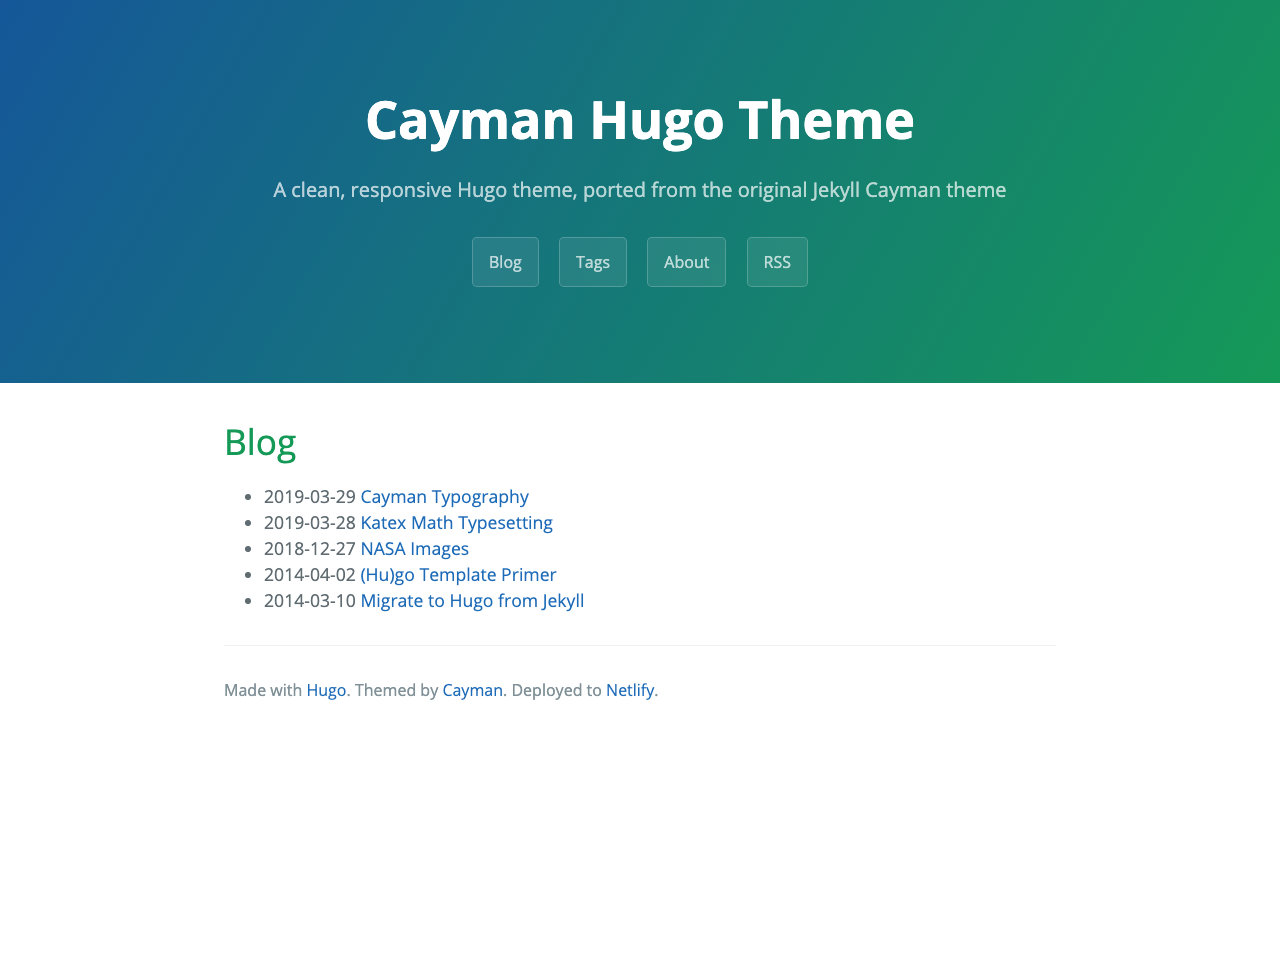 Cayman Hugo Theme
A clean, responsive Hugo theme, ported from the original Jekyll Cayman theme
Blog Tags About RSS
Blog
• 2019-03-29 Cayman Typography
• 2019-03-28 Katex Math Typesetting
• 2018-12-27 NASA Images
• 2014-04-02 (Hu)go Template Primer
• 2014-03-10 Migrate to Hugo from Jekyll
Made with Hugo. Themed by Cayman. Deployed to Netlify.